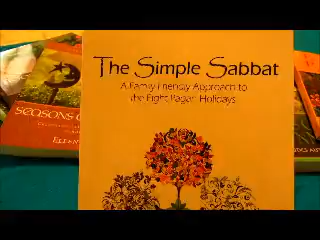 The Simple Sabbat
A Family Friendly Approach to
the Eight Pagan Holidays
SEASONS